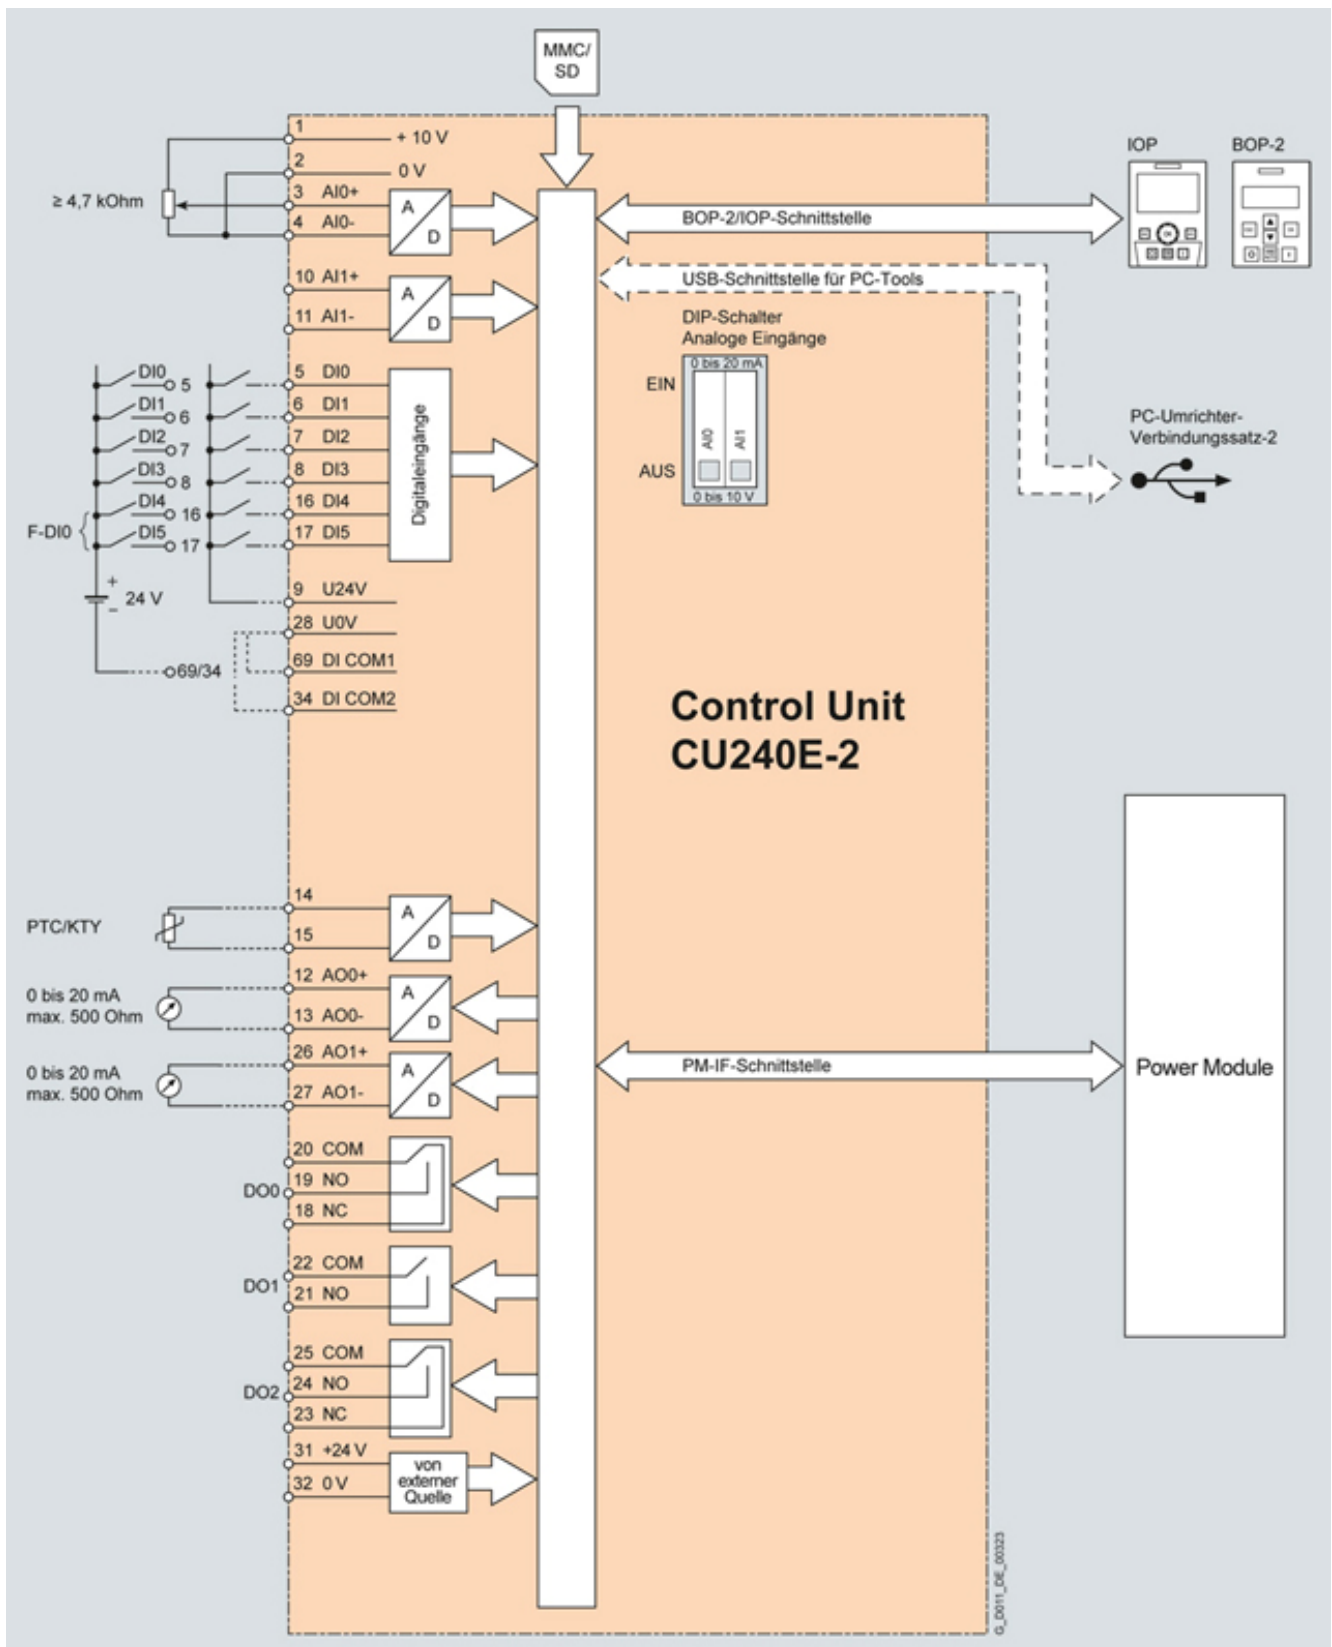 MMC/
SD
1
+ 10 V
2
0 V
≥ 4,7 kOhm
3 AI0+
4 AI0-
A
D
10 AI1+
11 AI1-
A
D
BOP-2/IOP-Schnittstelle
IOP
BOP-2
USB-Schnittstelle für PC-Tools
DIP-Schalter
Analoge Eingänge
0 bis 20 mA
EIN
AI0
AI1
AUS
0 bis 10 V
PC-Umrichter-
Verbindungssatz-2
DI0 5
DI1 6
DI2 7
DI3 8
DI4 16
DI5 17
F-DI0
+
–
24 V
69/34
5 DI0
6 DI1
7 DI2
8 DI3
16 DI4
17 DI5
Digitaleingänge
9 U24V
28 U0V
69 DI COM1
34 DI COM2
Control Unit
CU240E-2
PTC/KTY
14
15
A
D
0 bis 20 mA
max. 500 Ohm
12 AO0+
13 AO0-
A
D
0 bis 20 mA
max. 500 Ohm
26 AO1+
27 AO1-
A
D
PM-IF-Schnittstelle
Power Module
DO0
20 COM
19 NO
18 NC
DO1
22 COM
21 NO
DO2
25 COM
24 NO
23 NC
31 +24 V
32 0 V
von
externer
Quelle
G_D011_DE_00323